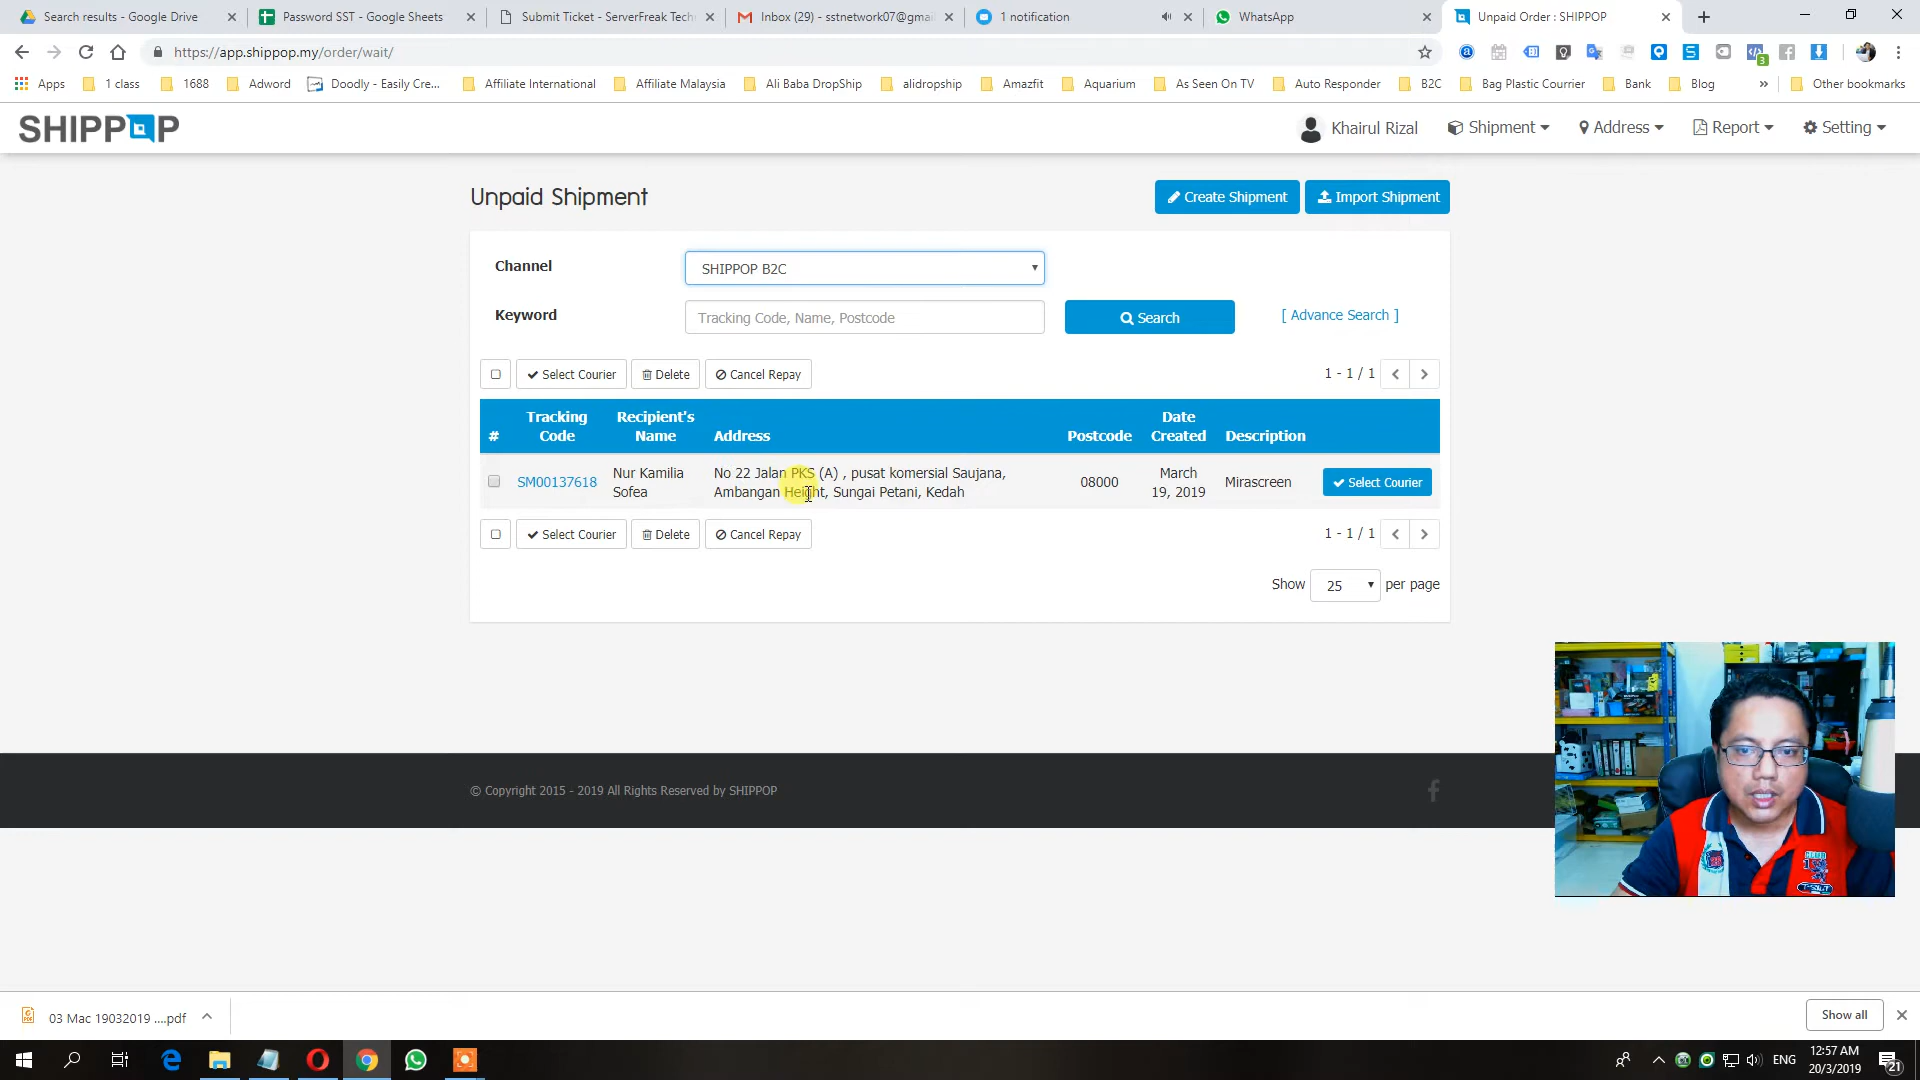 Search results - Google Drive
Password SST - Google Sheets
Submit Ticket - ServerFreak Tech
Inbox (29) - sstnetwork07@gmai
1 notification
WhatsApp
Unpaid Order : SHIPPOP
https://app.shippop.my/order/wait/
3
Apps
1 class
1688
Adword
Doodly - Easily Cre...
Affiliate International
Affiliate Malaysia
Ali Baba DropShip
alidropship
Amazfit
Aquarium
As Seen On TV
Auto Responder
B2C
Bag Plastic Courrier
Bank
Blog
»
Other bookmarks
SHIPPOP
Khairul Rizal
Shipment
Address
Report
Setting
Unpaid Shipment
Create Shipment
Import Shipment
Channel
SHIPPOP B2C
Keyword
Tracking Code, Name, Postcode
Search
[ Advance Search ]
Select Courier
Delete
Cancel Repay
1 - 1 / 1
#
Tracking Code
Recipient's Name
Address
Postcode
Date Created
Description
SM00137618
Nur Kamilia Sofea
No 22 Jalan PKS (A) , pusat komersial Saujana,
Ambangan Height, Sungai Petani, Kedah
08000
March 19, 2019
Mirascreen
Select Courier
Select Courier
Delete
Cancel Repay
1 - 1 / 1
Show 25 per page
© Copyright 2015 - 2019 All Rights Reserved by SHIPPOP
03 Mac 19032019 ....pdf
Show all
ENG
12:57 AM
20/3/2019
21